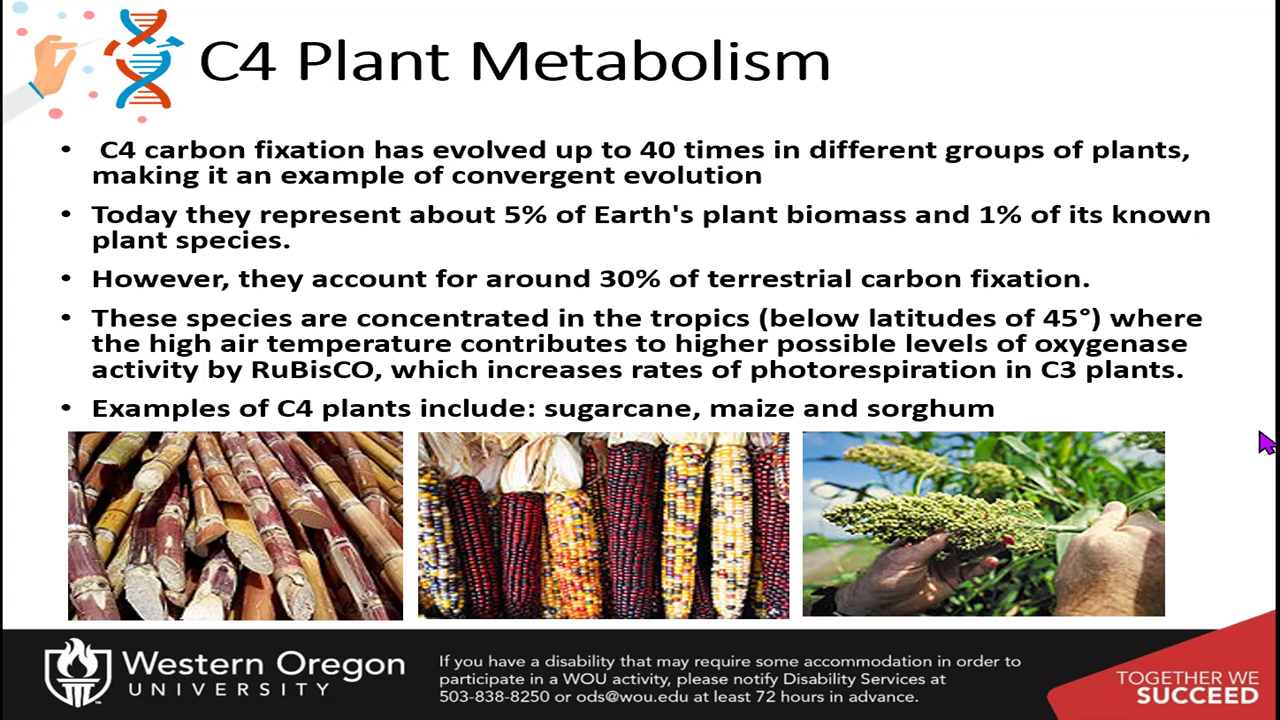 C4 Plant Metabolism
• C4 carbon fixation has evolved up to 40 times in different groups of plants,
making it an example of convergent evolution
• Today they represent about 5% of Earth's plant biomass and 1% of its known
plant species.
• However, they account for around 30% of terrestrial carbon fixation.
• These species are concentrated in the tropics (below latitudes of 45°) where
the high air temperature contributes to higher possible levels of oxygenase
activity by RuBisCO, which increases rates of photorespiration in C3 plants.
• Examples of C4 plants include: sugarcane, maize and sorghum
Western Oregon
UNIVERSITY
If you have a disability that may require some accommodation in order to
participate in a WOU activity, please notify Disability Services at
503-838-8250 or ods@wou.edu at least 72 hours in advance.
TOGETHER WE
SUCCEED